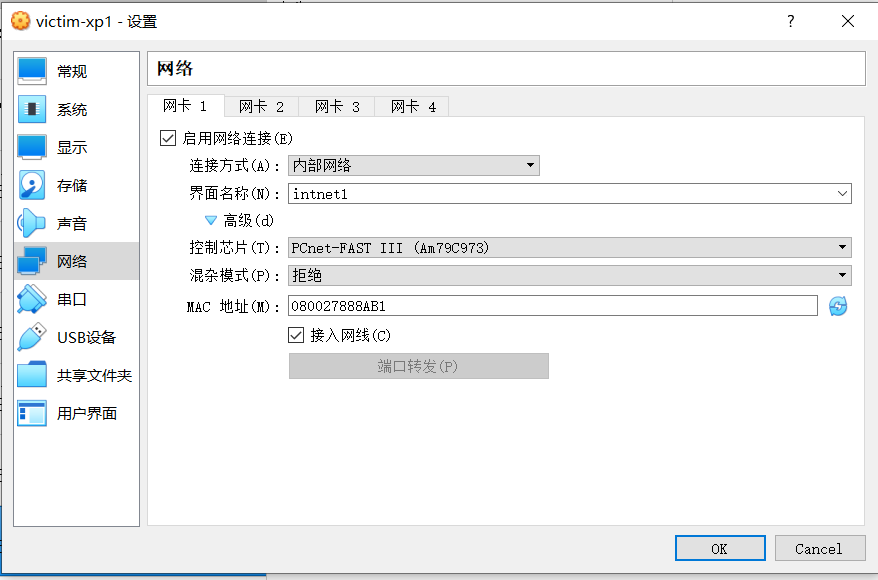 victim-xp1 - 设置
?
常规
系统
显示
存储
声音
网络
串口
USB设备
共享文件夹
用户界面
网络
网卡 1 网卡 2 网卡 3 网卡 4
启用网络连接(E)
连接方式(A): 内部网络
界面名称(N): intnet1
高级(d)
控制芯片(T): PCnet-FAST III (Am79C973)
混杂模式(P): 拒绝
MAC 地址(M): 080027888AB1
接入网线(C)
端口转发(P)
OK Cancel